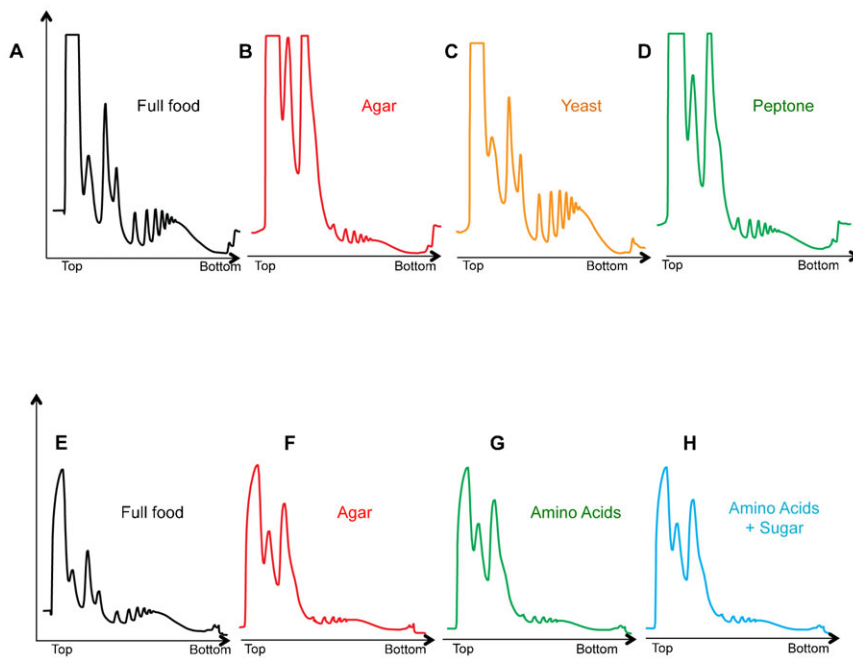 A
Full food
Top
Bottom
B
Agar
Top
Bottom
C
Yeast
Top
Bottom
D
Peptone
Top
Bottom
E
Full food
Top
Bottom
F
Agar
Top
Bottom
G
Amino Acids
Top
Bottom
H
Amino Acids
+ Sugar
Top
Bottom